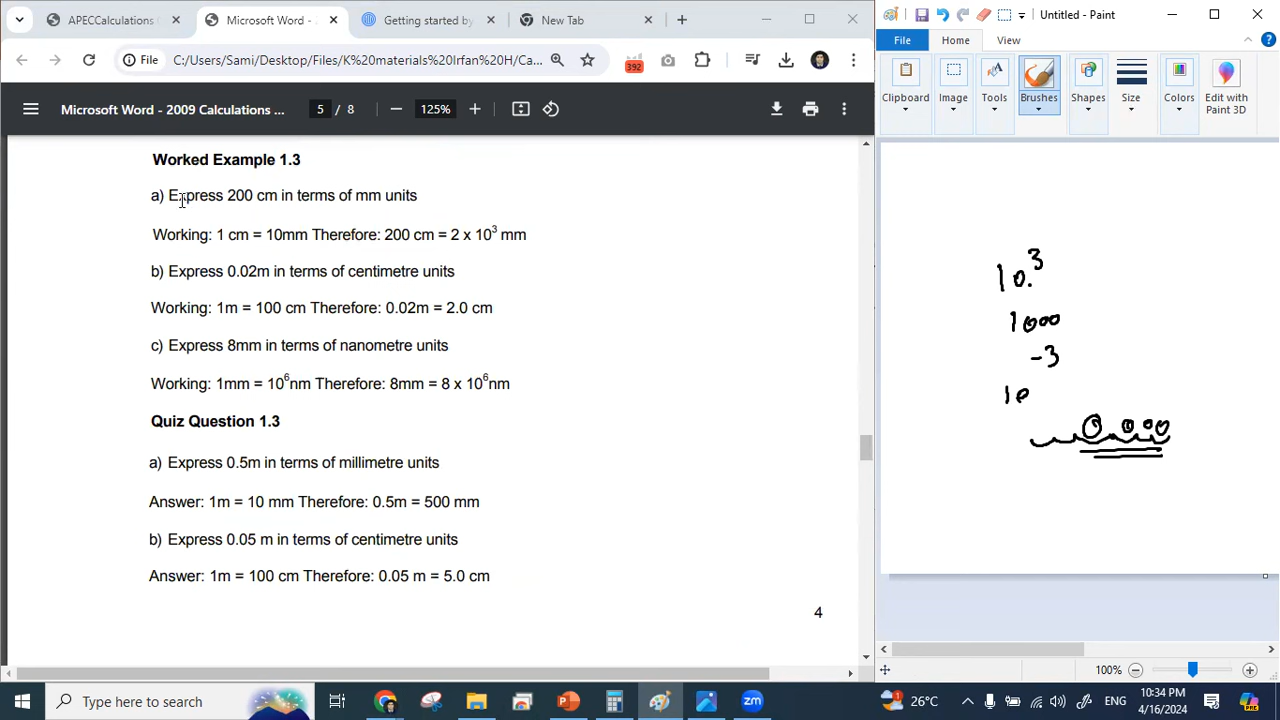 APECCalculations
Microsoft Word -
Getting started by
New Tab
File
C:/Users/Sami/Desktop/Files/K%20materials%20Irfan%20H/Ca...
392
Microsoft Word - 2009 Calculations ...
5 / 8
125%
Worked Example 1.3
a) Express 200 cm in terms of mm units
Working: 1 cm = 10mm Therefore: 200 cm = 2 x 10³ mm
b) Express 0.02m in terms of centimetre units
Working: 1m = 100 cm Therefore: 0.02m = 2.0 cm
c) Express 8mm in terms of nanometre units
Working: 1mm = 10⁶nm Therefore: 8mm = 8 x 10⁶nm
Quiz Question 1.3
a) Express 0.5m in terms of millimetre units
Answer: 1m = 10 mm Therefore: 0.5m = 500 mm
b) Express 0.05 m in terms of centimetre units
Answer: 1m = 100 cm Therefore: 0.05 m = 5.0 cm
4
Untitled - Paint
File
Home
View
Clipboard
Image
Tools
Brushes
Shapes
Size
Colors
Edit with
Paint 3D
10.³
1000
-3
10
100%
Type here to search
1
26°C
ENG
10:34 PM
4/16/2024